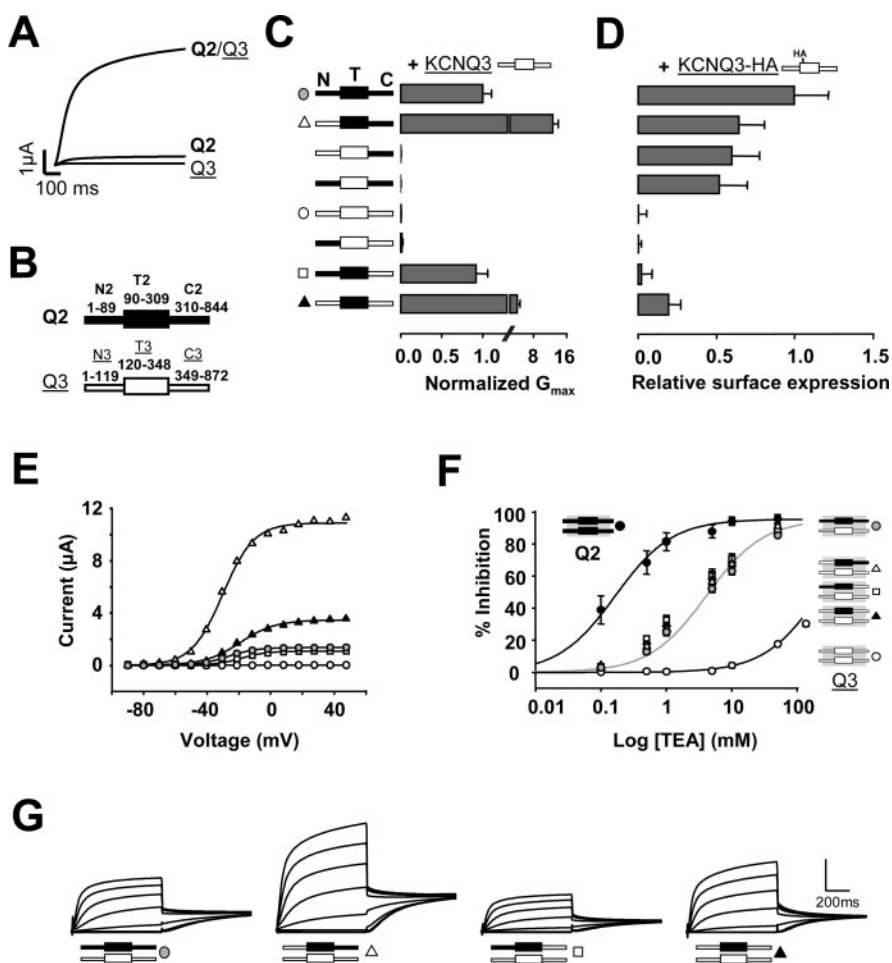 A
Q2/Q3
Q2
Q3
1μA
100 ms
B
N2 T2 C2
1-89 90-309 310-844
Q2
N3 T3 C3
1-119 120-348 349-872
Q3
C
+ KCNQ3
N T C
0.0 1.0 8 16
Normalized Gmax
D
HA
+ KCNQ3-HA
0.0 0.5 1.0 1.5
Relative surface expression
E
12
8
4
0
Current (μA)
-80 -40 0 40
Voltage (mV)
F
100
80
60
40
20
0
% Inhibition
Q2
0.01 0.1 1 10 100
Log [TEA] (mM)
Q3
G
200ms